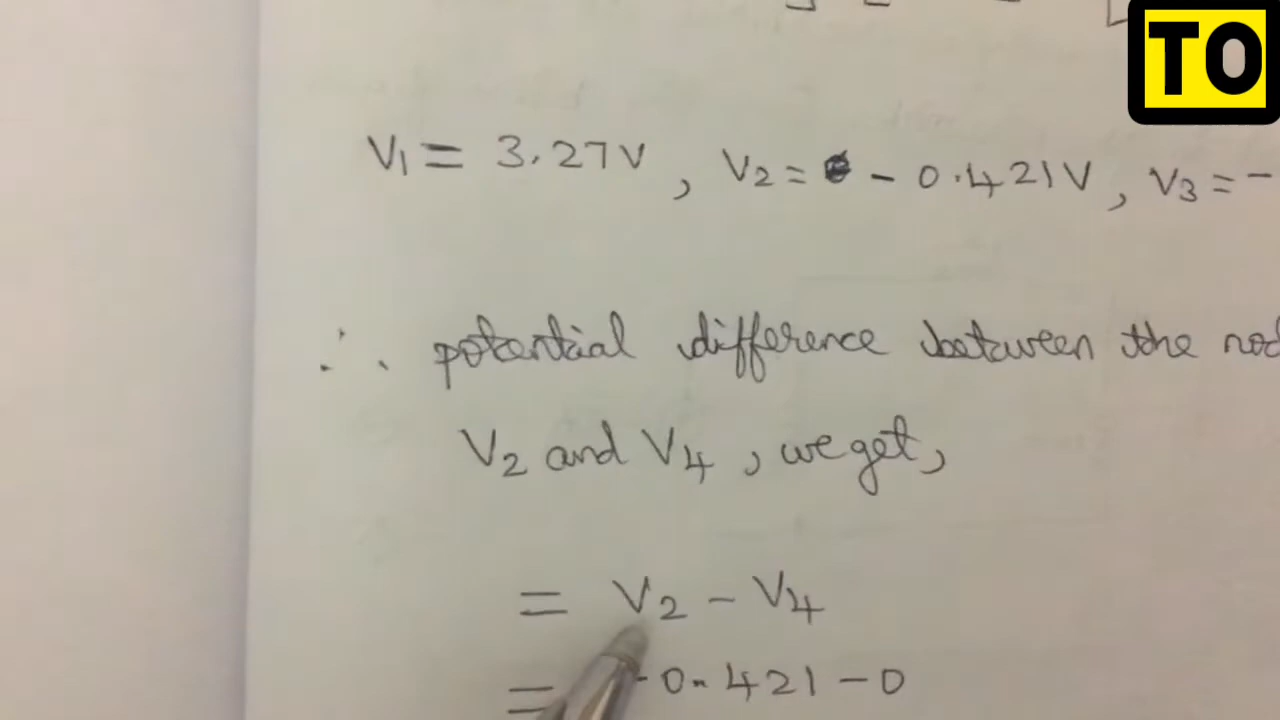 TO
V1 = 3.27V, V2 = - 0.421V, V3 = -
∴ potential difference between the
V2 and V4, we get,
= V2 - V4
= -0.421-0